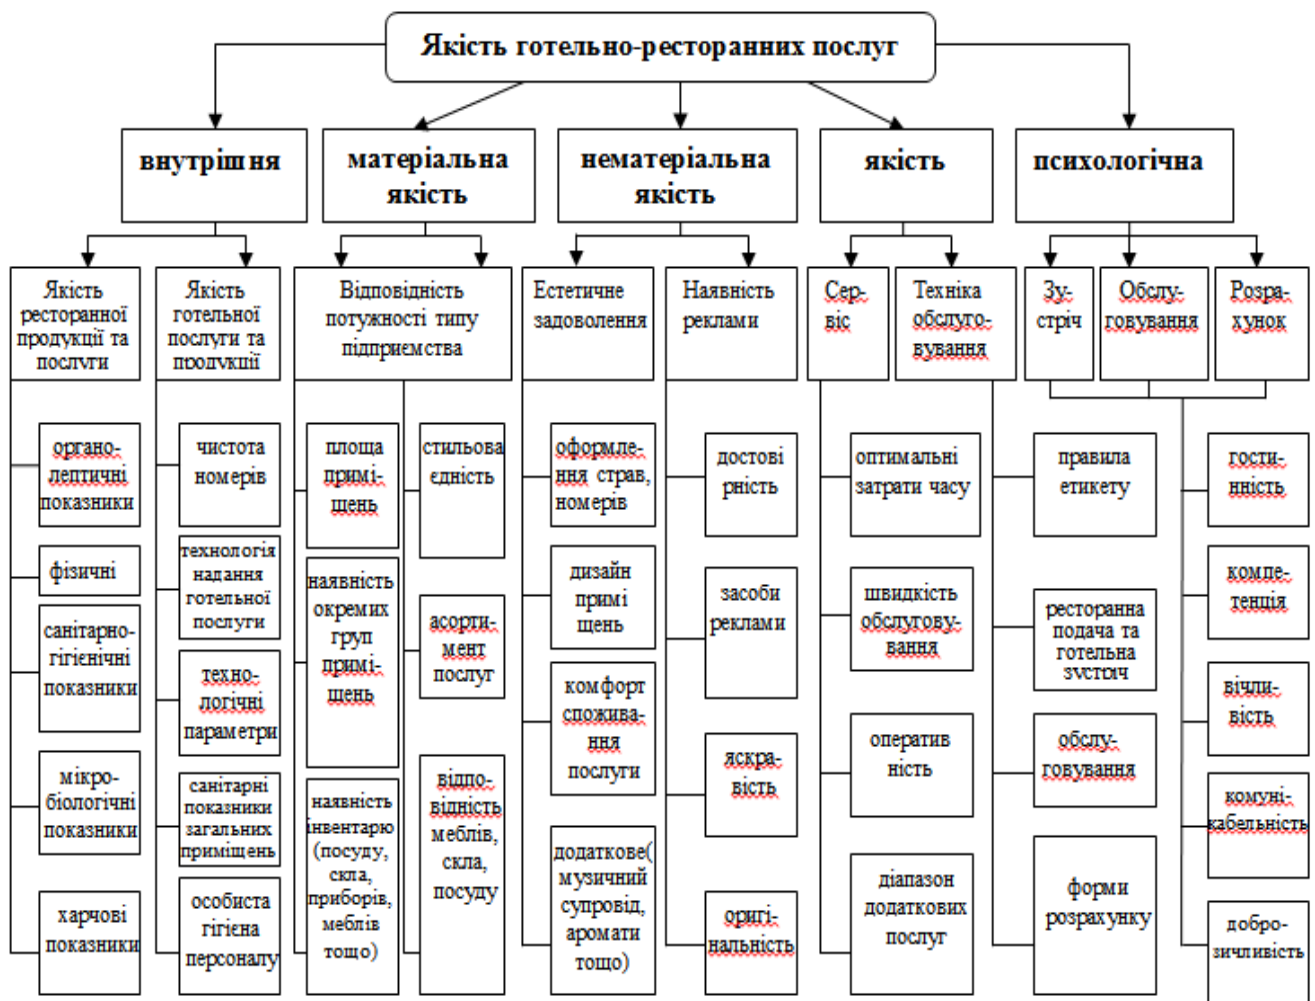 Якість готельно-ресторанних послуг
внутрішня
матеріальна
якість
нематеріальна
якість
якість
психологічна
Якість
ресторанної
продукції та
послуги
Якість
готельної
послуги та
продукції
Відповідність
потужності типу
підприємства
Естетичне
задоволення
Наявність
реклами
Сер-
віс
Техніка
обслуго-
вування
Зу-
стріч
Обслу-
говування
Розра-
хунок
органо-
лептичні
показники
фізичні
санітарно-
гігієнічні
показники
мікро-
біологічні
показники
харчові
показники
чистота
номерів
технологія
надання
готельної
послуги
техно-
логічні
параметри
санітарні
показники
загальних
приміщень
особиста
гігієна
персоналу
площа
примі-
щень
наявність
окремих
груп
примі-
щень
наявність
інвентарю
(посуду,
скла,
приборів,
меблів
тощо)
стильова
єдність
асорти-
мент
послуг
відпо-
відність
меблів,
скла,
посуду
оформле-
ння страв,
номерів
дизайн
примі
щень
комфорт
спожива-
ння
послуги
додаткове(
музичний
супровід,
аромати
тощо)
достові
рність
засоби
реклами
яскра-
вість
оригі-
нальність
оптимальні
затрати часу
швидкість
обслуговву-
вання
оператив
ність
діапазон
додаткових
послуг
правила
етикету
ресторанна
подача та
готельна
зустріч
обслу-
говування
форми
розрахунку
гости-
нність
компе-
тенція
вічли-
вість
комуні-
кабельність
добро-
зичливість